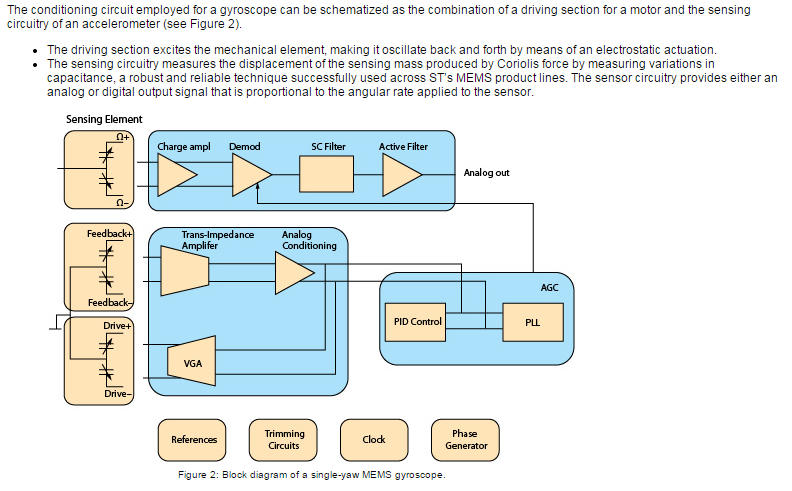 The conditioning circuit employed for a gyroscope can be schematized as the combination of a driving section for a motor and the sensing
circuitry of an accelerometer (see Figure 2).
• The driving section excites the mechanical element, making it oscillate back and forth by means of an electrostatic actuation.
• The sensing circuitry measures the displacement of the sensing mass produced by Coriolis force by measuring variations in
capacitance, a robust and reliable technique successfully used across ST's MEMS product lines. The sensor circuitry provides either an
analog or digital output signal that is proportional to the angular rate applied to the sensor.
Sensing Element
Ω+
Ω-
Charge ampl
Demod
SC Filter
Active Filter
Analog out
Feedback+
Feedback-
Trans-Impedance
Amplifer
Analog
Conditioning
AGC
PID Control
PLL
Drive+
Drive-
VGA
References
Trimming
Circuits
Clock
Phase
Generator
Figure 2: Block diagram of a single-yaw MEMS gyroscope.